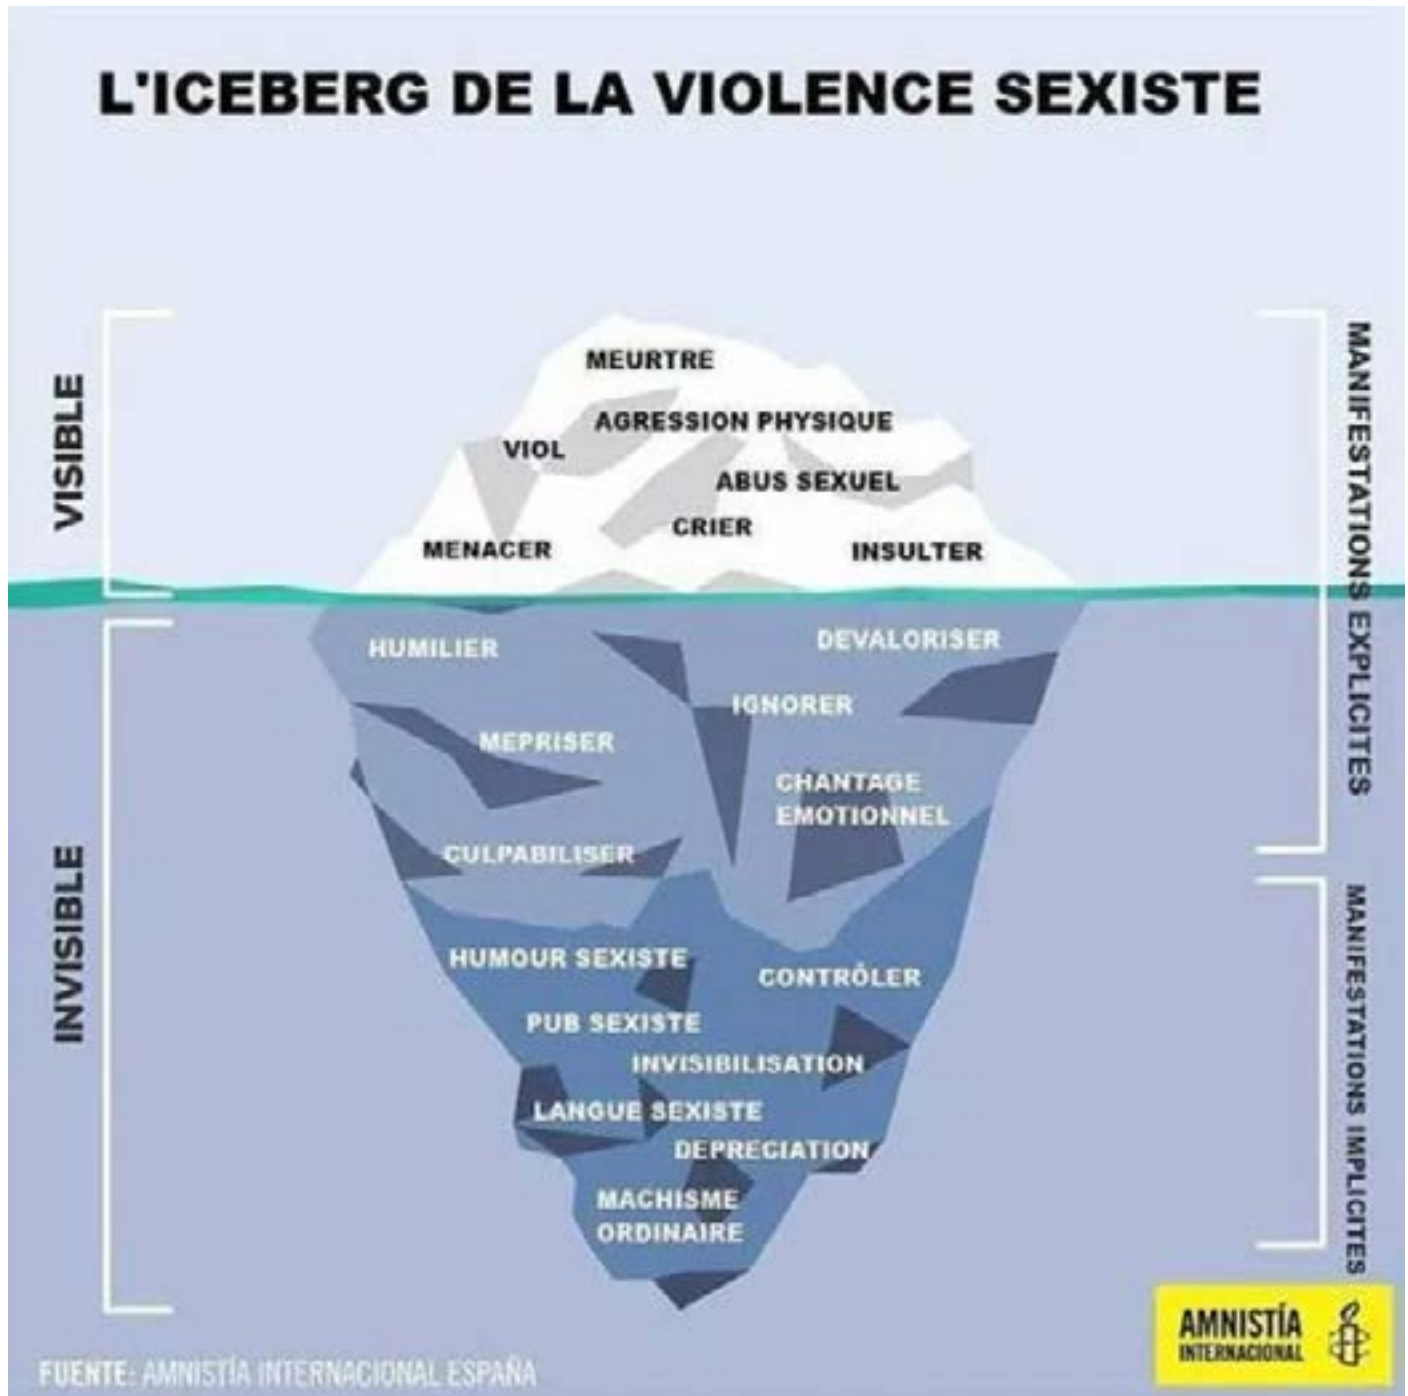 L'ICEBERG DE LA VIOLENCE SEXISTE
VISIBLE
MANIFESTATIONS EXPLICITES
MEURTRE
AGRESSION PHYSIQUE
VIOL
ABUS SEXUEL
CRIER
MENACER
INSULTER
INVISIBLE
HUMILIER
DEVALORISER
IGNORER
MEPRISER
CHANTAGE
EMOTIONNEL
CULPABILISER
MANIFESTATIONS IMPLICITES
HUMOUR SEXISTE
CONTRÔLER
PUB SEXISTE
INVISIBILISATION
LANGUE SEXISTE
DEPRECIATION
MACHISME
ORDINAIRE
AMNISTÍA
INTERNACIONAL
FUENTE: AMNISTÍA INTERNACIONAL ESPAÑA